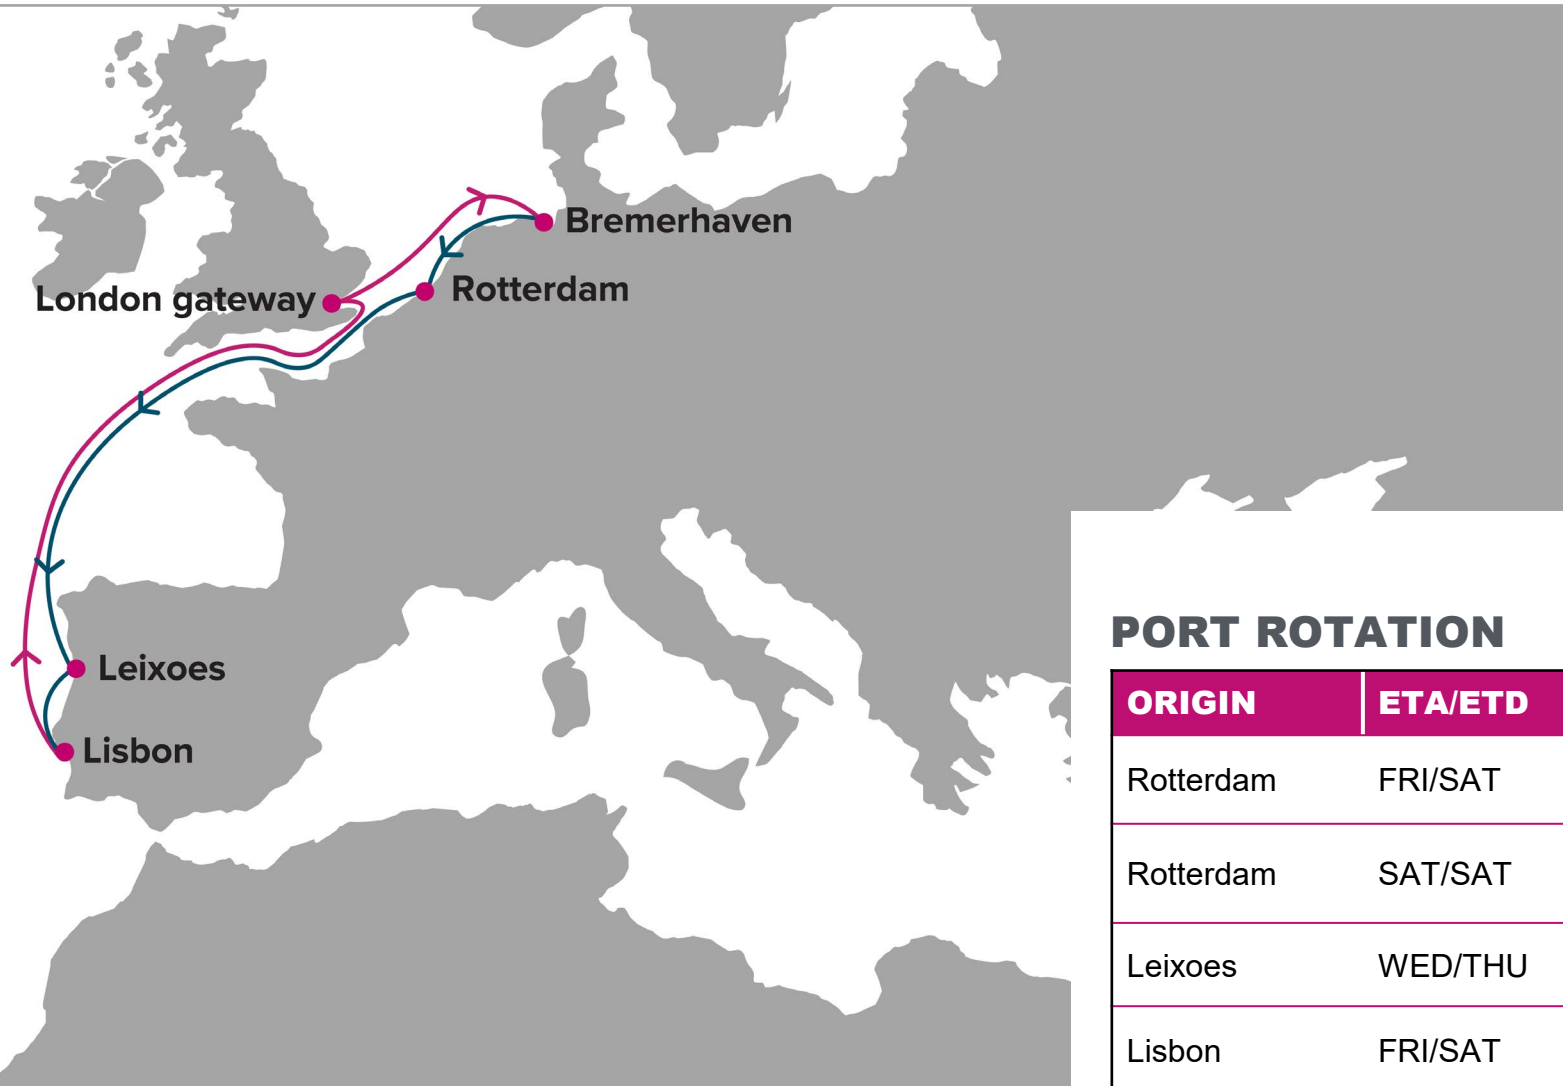 Bremerhaven
Rotterdam
London gateway
Leixoes
Lisbon
PORT ROTATION
ORIGIN ETA/ETD
Rotterdam FRI/SAT
Rotterdam SAT/SAT
Leixoes WED/THU
Lisbon FRI/SAT